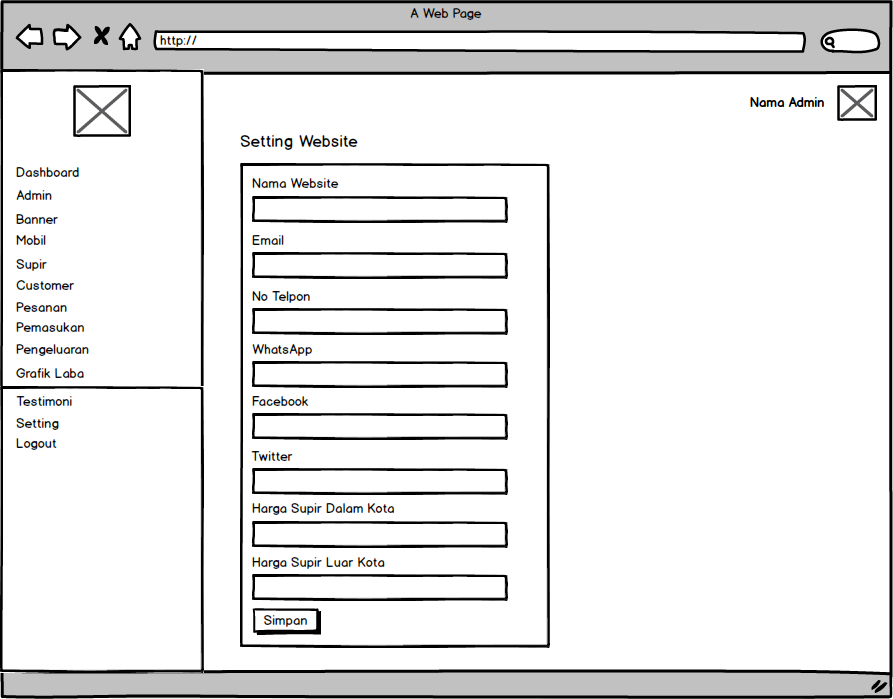 A Web Page
http://
Nama Admin
Dashboard
Admin
Banner
Mobil
Supir
Customer
Pesanan
Pemasukan
Pengeluaran
Grafik Laba
Testimoni
Setting
Logout
Setting Website
Nama Website
Email
No Telpon
WhatsApp
Facebook
Twitter
Harga Supir Dalam Kota
Harga Supir Luar Kota
Simpan